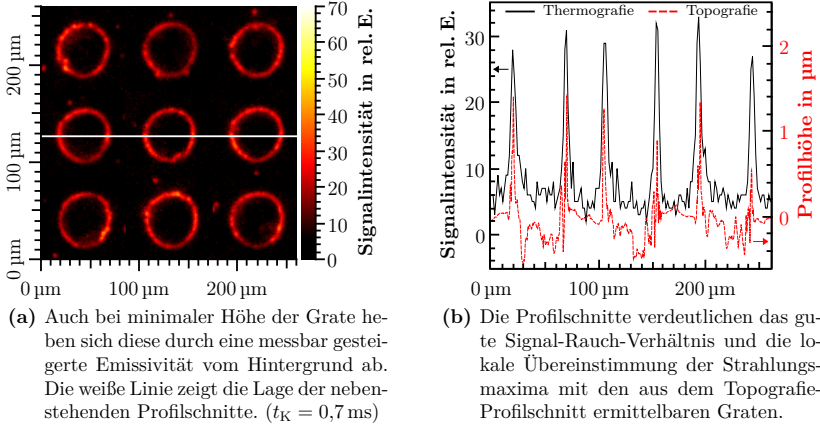 70
60
50
40
30
20
10
0
Signalintensität in rel. E.
200 µm
100 µm
0 µm
0 µm 100 µm 200 µm
Thermografie Topografie
35
28
21
14
7
0
Signalintensität in rel. E.
2
1
0
Profilhöhe in µm
0 µm 100 µm 200 µm
(a) Auch bei minimaler Höhe der Grate he-
ben sich diese durch eine messbar gestei-
gerte Emissivität vom Hintergrund ab.
Die weiße Linie zeigt die Lage der neben-
stehenden Profilschnitte. (tK = 0,7 ms)
(b) Die Profilschnitte verdeutlichen das gu-
te Signal-Rauch-Verhältnis und die lo-
kale Übereinstimmung der Strahlungs-
maxima mit den aus dem Topografie-
Profilschnitt ermittelbaren Graten.